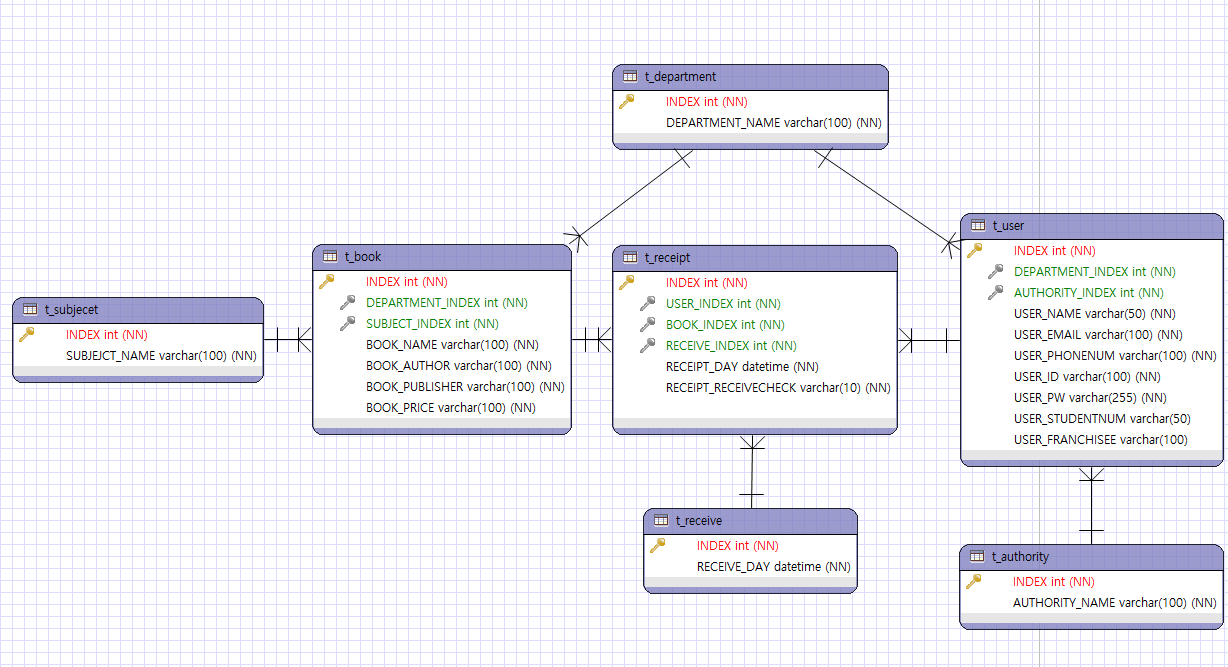 t_department
INDEX int (NN)
DEPARTMENT_NAME varchar(100) (NN)
t_subjecet
INDEX int (NN)
SUBJEJCT_NAME varchar(100) (NN)
t_book
INDEX int (NN)
DEPARTMENT_INDEX int (NN)
SUBJECT_INDEX int (NN)
BOOK_NAME varchar(100) (NN)
BOOK_AUTHOR varchar(100) (NN)
BOOK_PUBLISHER varchar(100) (NN)
BOOK_PRICE varchar(100) (NN)
t_receipt
INDEX int (NN)
USER_INDEX int (NN)
BOOK_INDEX int (NN)
RECEIVE_INDEX int (NN)
RECEIPT_DAY datetime (NN)
RECEIPT_RECEIVECHECK varchar(10) (NN)
t_user
INDEX int (NN)
DEPARTMENT_INDEX int (NN)
AUTHORITY_INDEX int (NN)
USER_NAME varchar(50) (NN)
USER_EMAIL varchar(100) (NN)
USER_PHONENUM varchar(100) (NN)
USER_ID varchar(100) (NN)
USER_PW varchar(255) (NN)
USER_STUDENTNUM varchar(50)
USER_FRANCHISEE varchar(100)
t_receive
INDEX int (NN)
RECEIVE_DAY datetime (NN)
t_authority
INDEX int (NN)
AUTHORITY_NAME varchar(100) (NN)